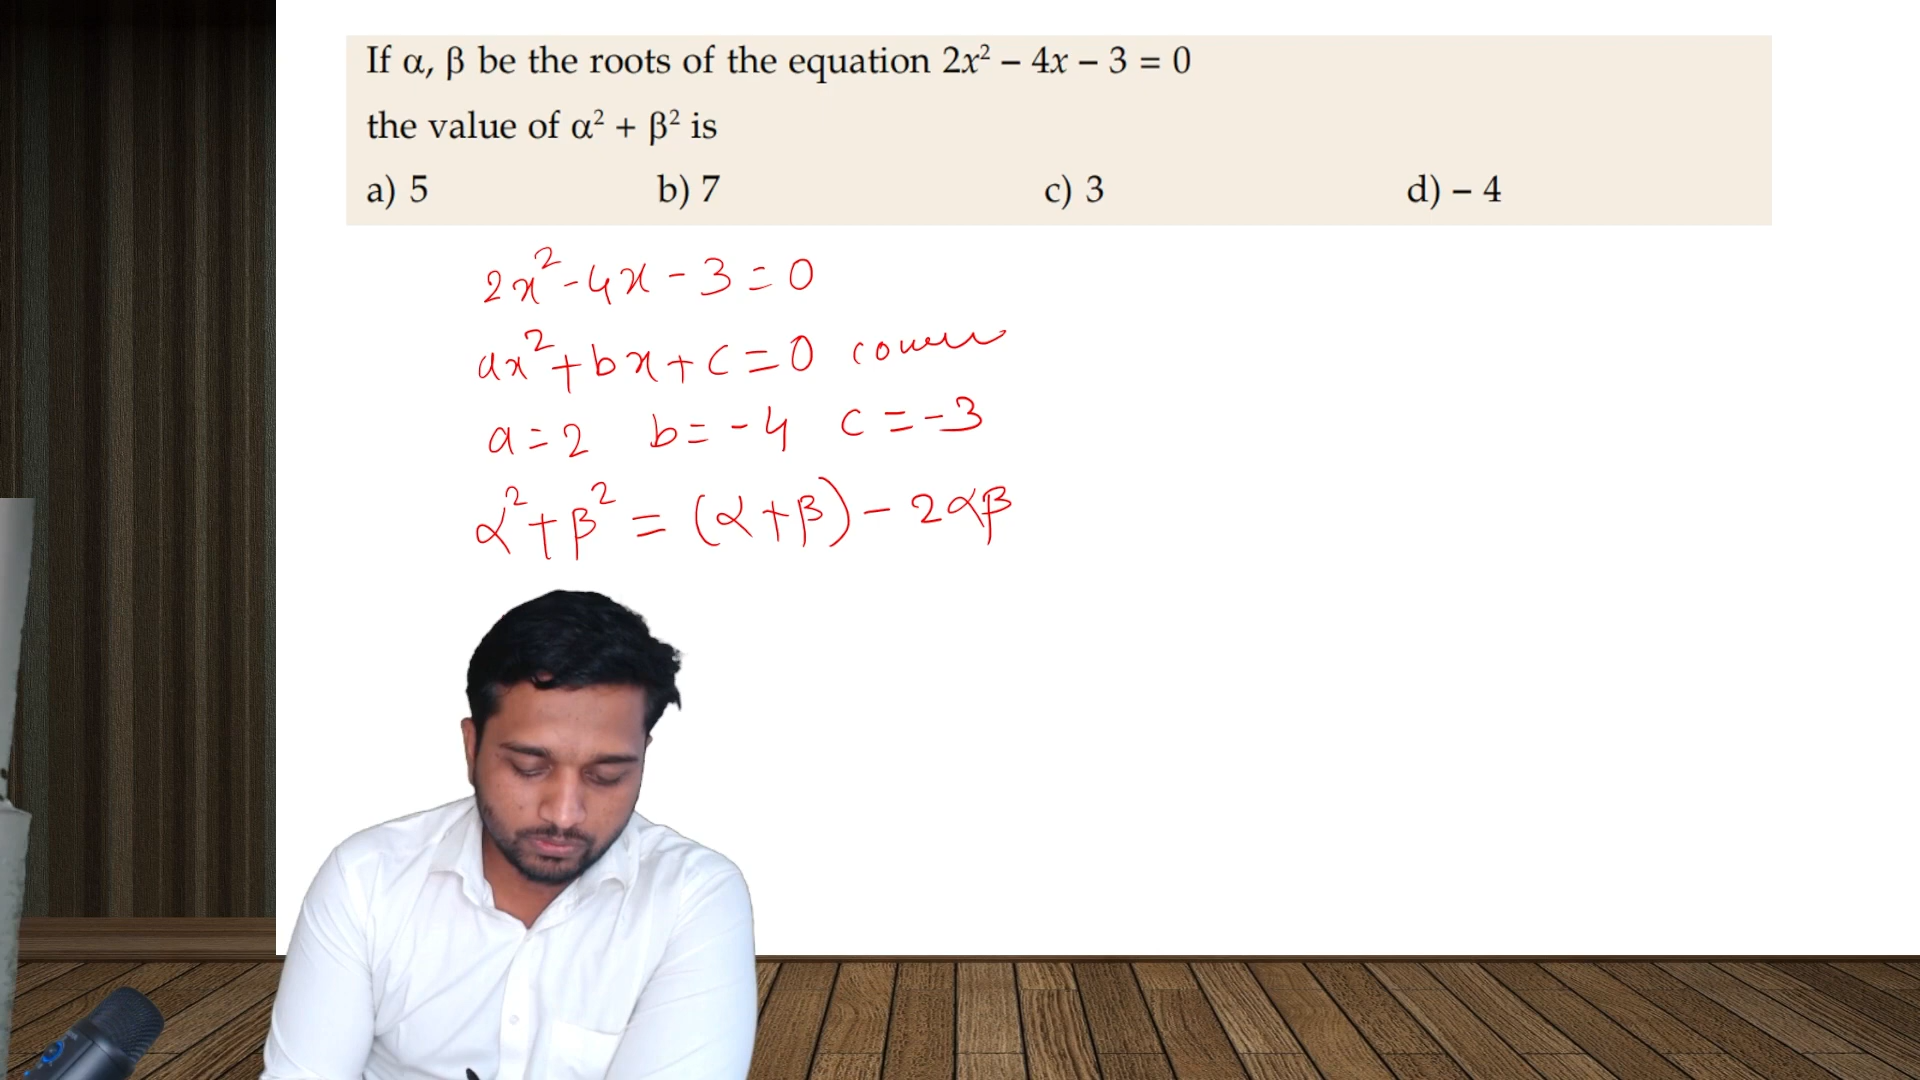 If α, β be the roots of the equation 2x² – 4x – 3 = 0
the value of α² + β² is
a) 5 b) 7 c) 3 d) – 4
2x²-4x-3=0
ax²+bx+c=0
a=2 b=-4 c=-3
α²+β² = (α+β)-2αβ